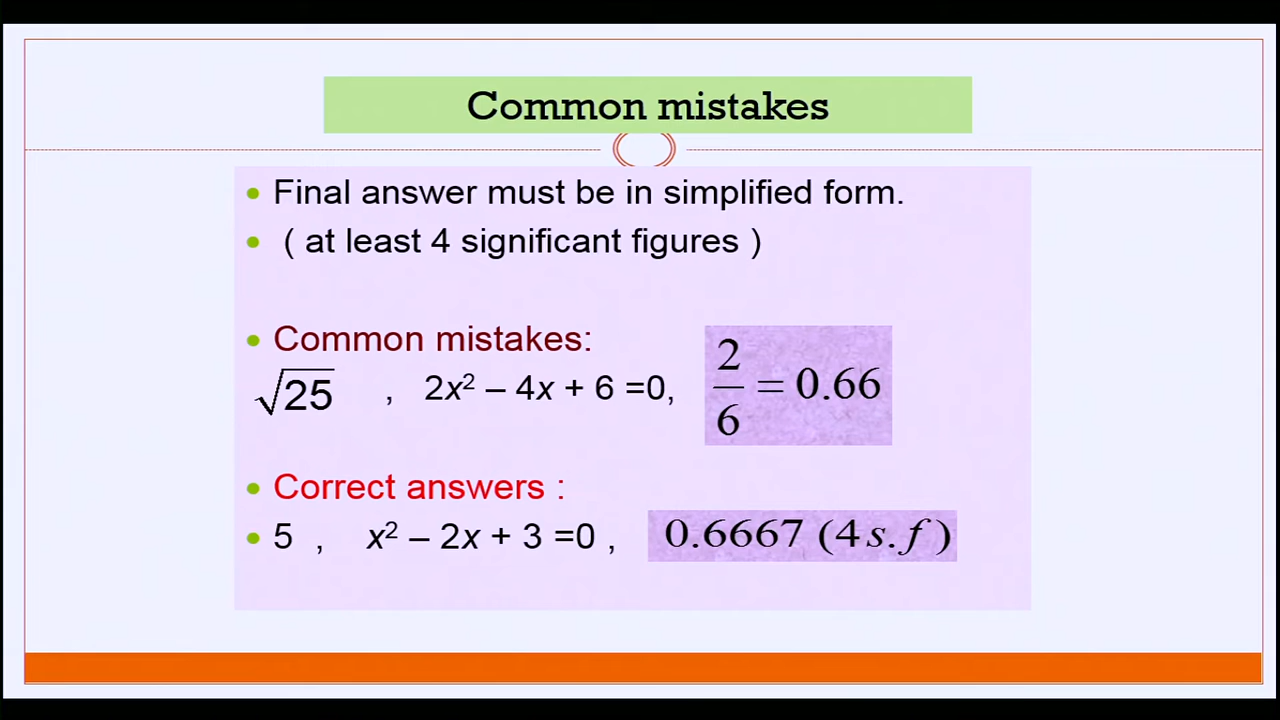 Common mistakes
• Final answer must be in simplified form.
• ( at least 4 significant figures )
• Common mistakes:
√25 , 2x² – 4x + 6 =0, 2/6 = 0.66
• Correct answers :
• 5 , x² – 2x + 3 =0 , 0.6667 (4 s.f )